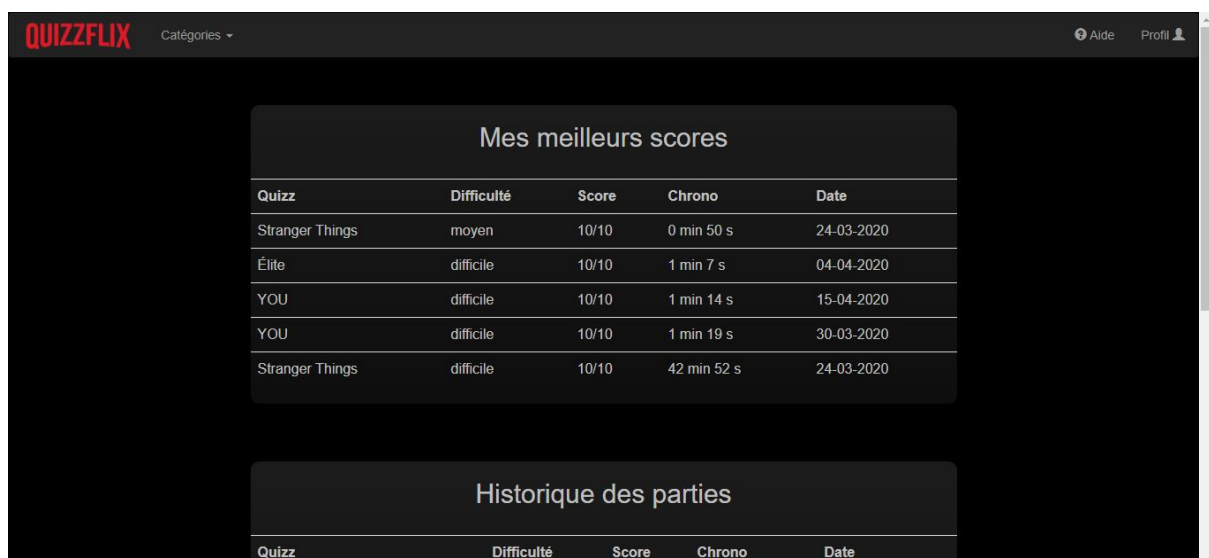 QUIZZFLIX Catégories Aide Profil
Mes meilleurs scores
Quizz Difficulté Score Chrono Date
Stranger Things moyen 10/10 0 min 50 s 24-03-2020
Élite difficile 10/10 1 min 7 s 04-04-2020
YOU difficile 10/10 1 min 14 s 15-04-2020
YOU difficile 10/10 1 min 19 s 30-03-2020
Stranger Things difficile 10/10 42 min 52 s 24-03-2020
Historique des parties
Quizz Difficulté Score Chrono Date